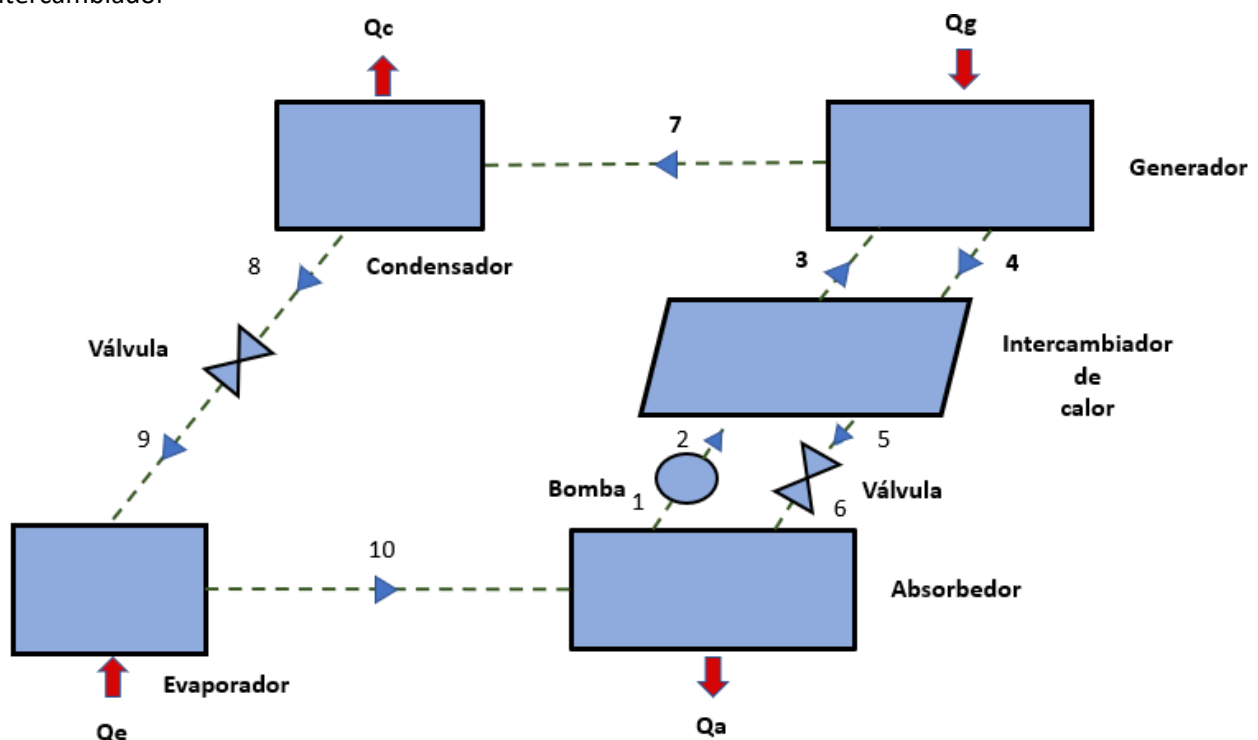 Qc
Qg
7
Generador
3
4
8
Condensador
Válvula
Intercambiador
de
calor
9
2
5
Bomba
1
Válvula
6
10
Absorbedor
Evaporador
Qe
Qa